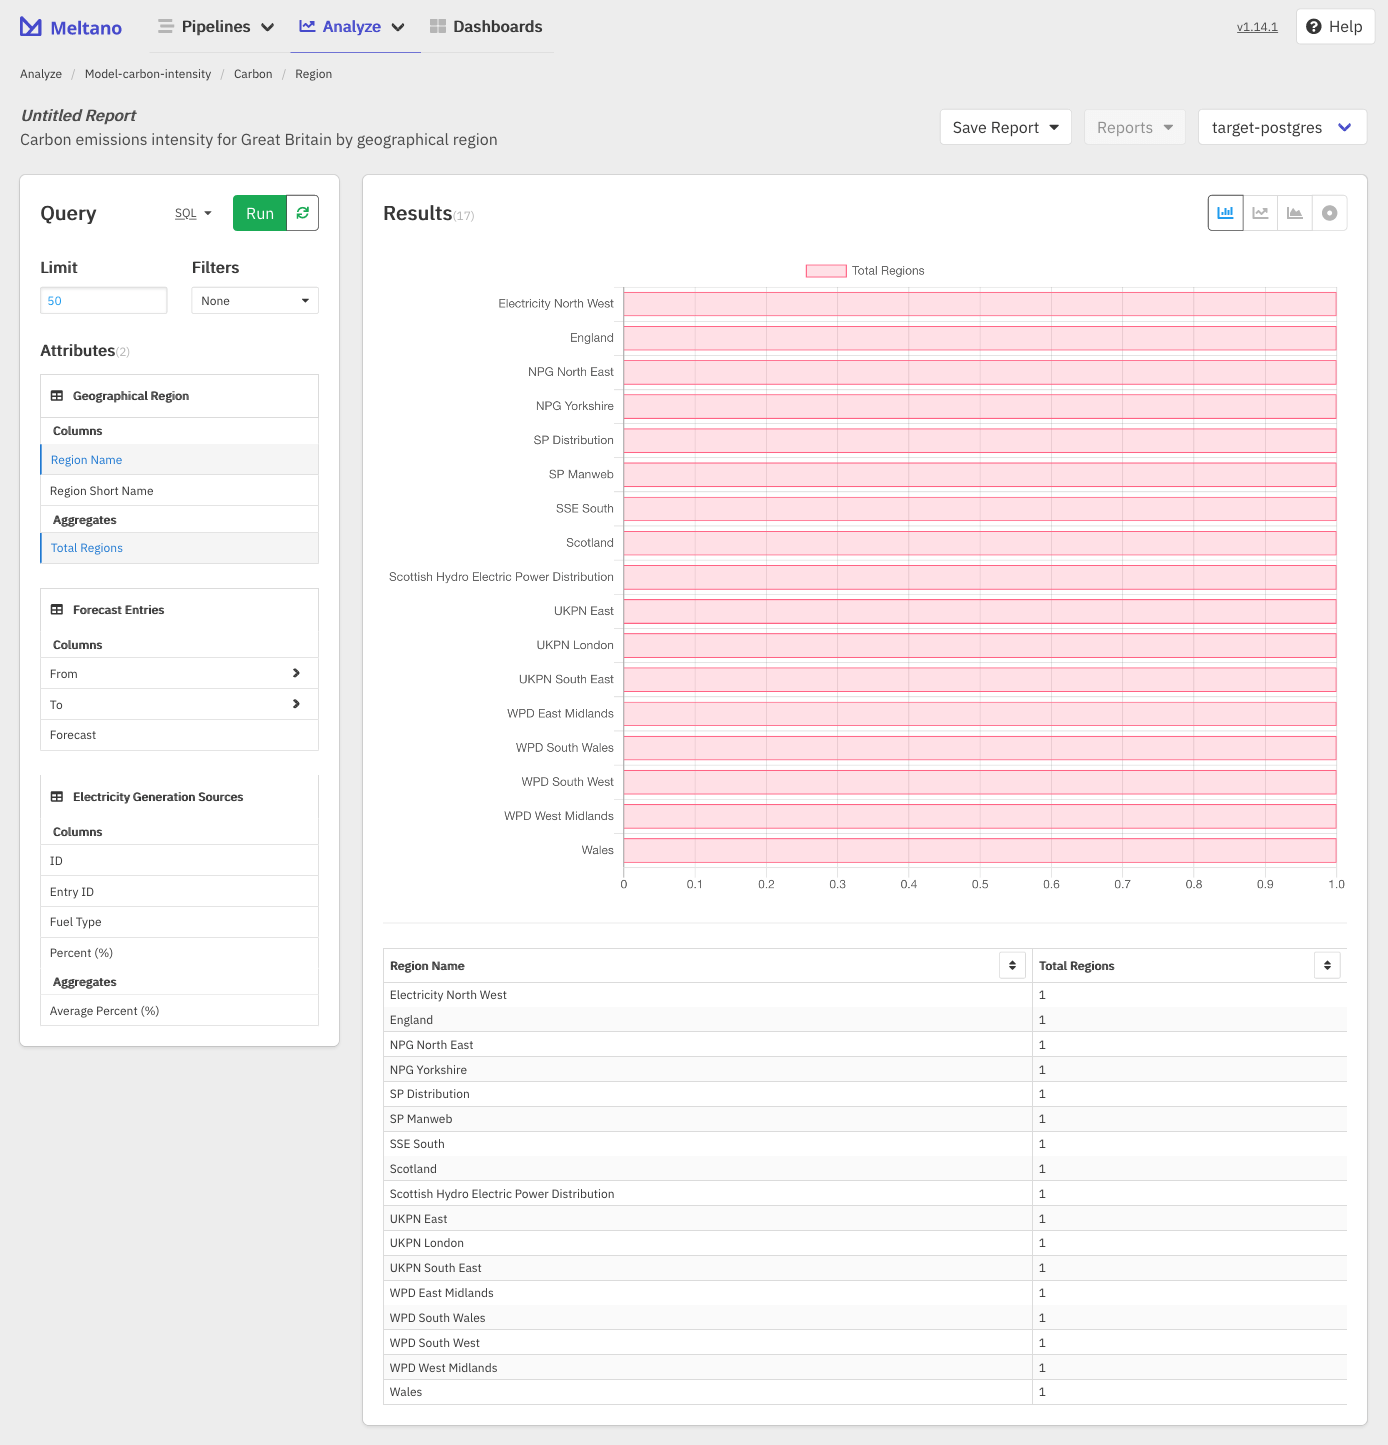 Meltano
Pipelines
Analyze
Dashboards
v1.14.1
Help
Analyze / Model-carbon-intensity / Carbon / Region
Untitled Report
Carbon emissions intensity for Great Britain by geographical region
Save Report
Reports
target-postgres
Query
SQL
Run
Limit
Filters
50
None
Attributes(2)
Geographical Region
Columns
Region Name
Region Short Name
Aggregates
Total Regions
Forecast Entries
Columns
From
To
Forecast
Electricity Generation Sources
Columns
ID
Entry ID
Fuel Type
Percent (%)
Aggregates
Average Percent (%)
Results(17)
Total Regions
Electricity North West
England
NPG North East
NPG Yorkshire
SP Distribution
SP Manweb
SSE South
Scotland
Scottish Hydro Electric Power Distribution
UKPN East
UKPN London
UKPN South East
WPD East Midlands
WPD South Wales
WPD South West
WPD West Midlands
Wales
0 0.1 0.2 0.3 0.4 0.5 0.6 0.7 0.8 0.9 1.0
Region Name Total Regions
Electricity North West 1
England 1
NPG North East 1
NPG Yorkshire 1
SP Distribution 1
SP Manweb 1
SSE South 1
Scotland 1
Scottish Hydro Electric Power Distribution 1
UKPN East 1
UKPN London 1
UKPN South East 1
WPD East Midlands 1
WPD South Wales 1
WPD South West 1
WPD West Midlands 1
Wales 1